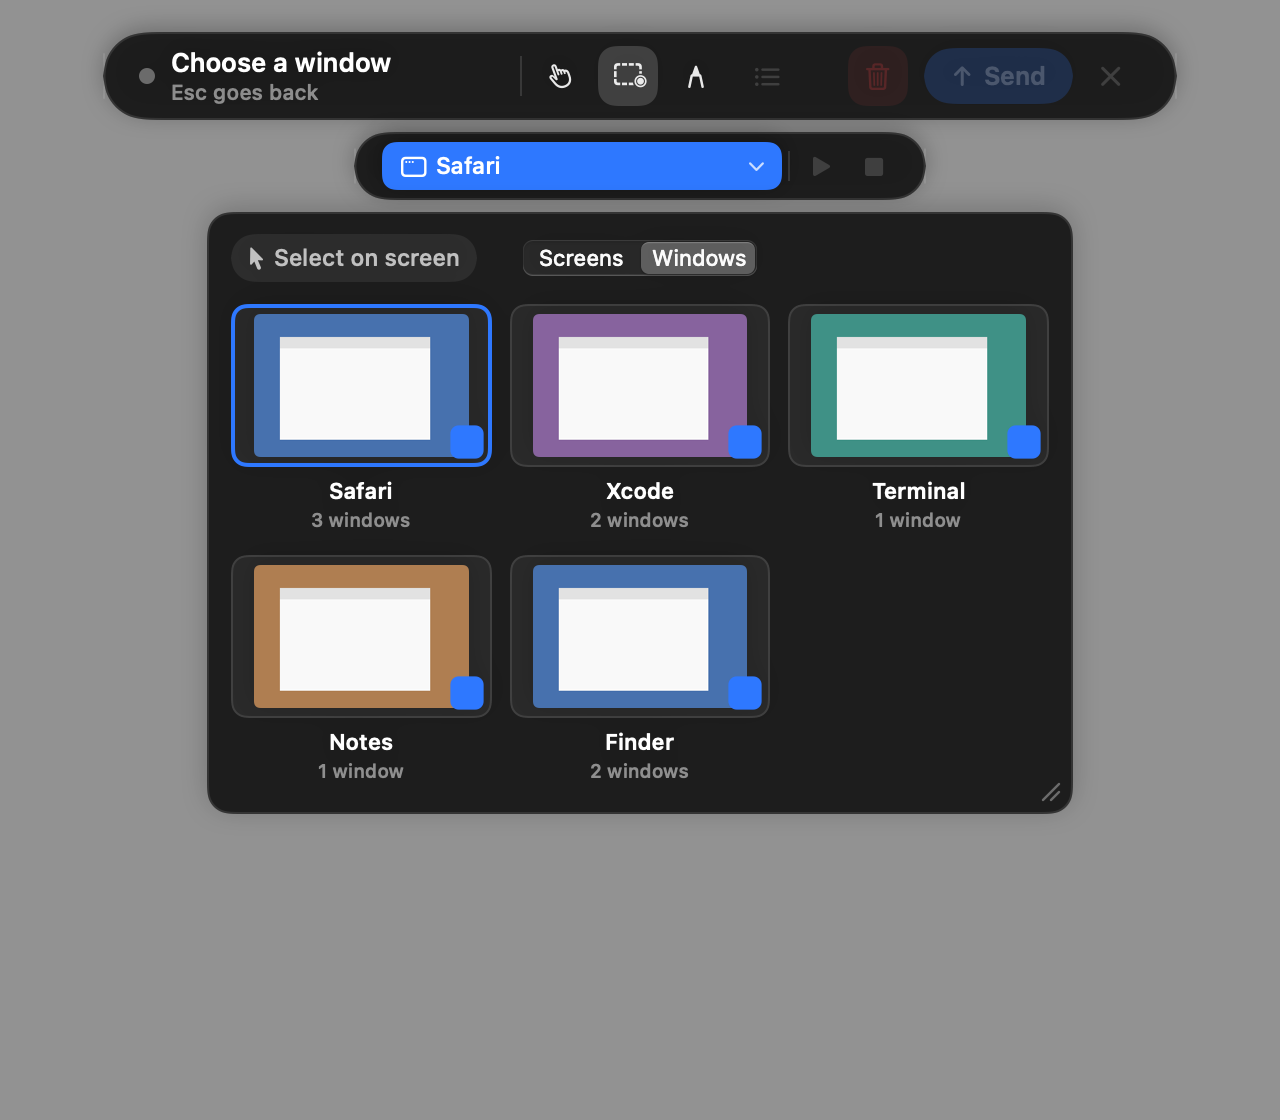 Choose a window
Esc goes back
Send
Safari
Select on screen
Screens
Windows
Safari
3 windows
Xcode
2 windows
Terminal
1 window
Notes
1 window
Finder
2 windows